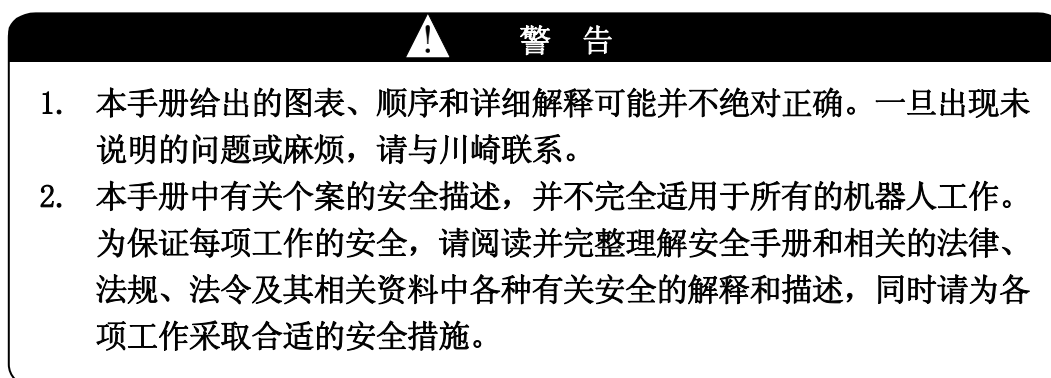 警 告
1. 本手册给出的图表、顺序和详细解释可能并不绝对正确。一旦出现未
说明的问题或麻烦，请与川崎联系。
2. 本手册中有关个案的安全描述，并不完全适用于所有的机器人工作。
为保证每项工作的安全，请阅读并完整理解安全手册和相关的法律、
法规、法令及其相关资料中各种有关安全的解释和描述，同时请为各
项工作采取合适的安全措施。